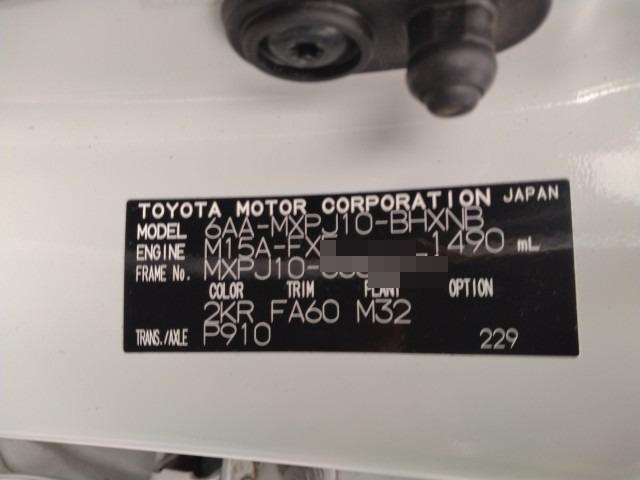 TOYOTA MOTOR CORPORATION JAPAN
MODEL 6AA-MXPJ10-BHXNB
ENGINE M15A-FX 1490 mL
FRAME No. MXPJ10-
COLOR TRIM PLANT OPTION
2KR FA60 M32
TRANS./AXLE P910 229